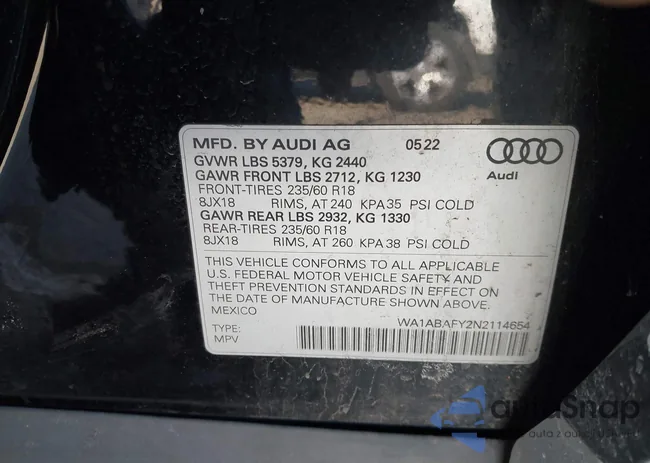 MFD. BY AUDI AG 05 22
GVWR LBS 5379, KG 2440
GAWR FRONT LBS 2712, KG 1230
Audi
FRONT-TIRES 235/60 R18
8JX18 RIMS, AT 240 KPA 35 PSI COLD
GAWR REAR LBS 2932, KG 1330
REAR-TIRES 235/60 R18
8JX18 RIMS, AT 260 KPA 38 PSI COLD
THIS VEHICLE CONFORMS TO ALL APPLICABLE
U.S. FEDERAL MOTOR VEHICLE SAFETY- AND
THEFT PREVENTION STANDARDS IN EFFECT ON
THE DATE OF MANUFACTURE SHOWN ABOVE.
MEXICO
WA1ABAFY2N2114654
TYPE:
MPV
autoSnap
auta z aukcji